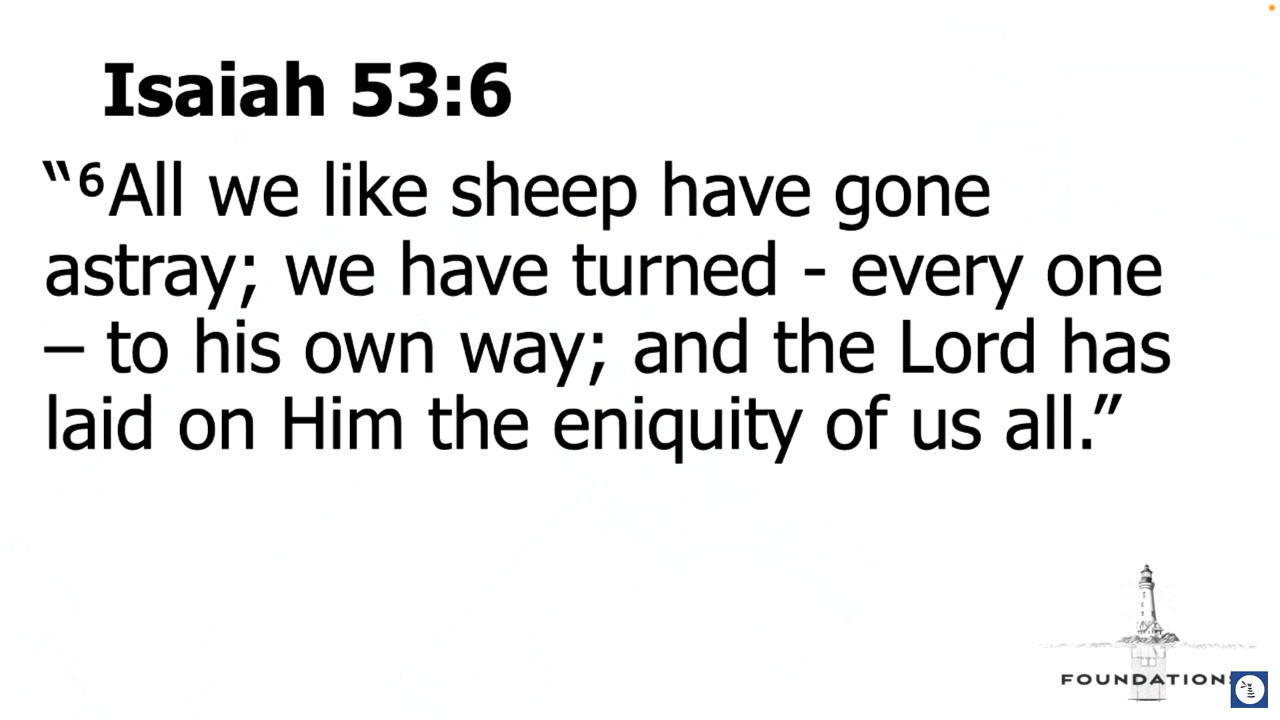 Isaiah 53:6
“⁶All we like sheep have gone
astray; we have turned - every one
– to his own way; and the Lord has
laid on Him the eniquity of us all.”
FOUNDATIONS